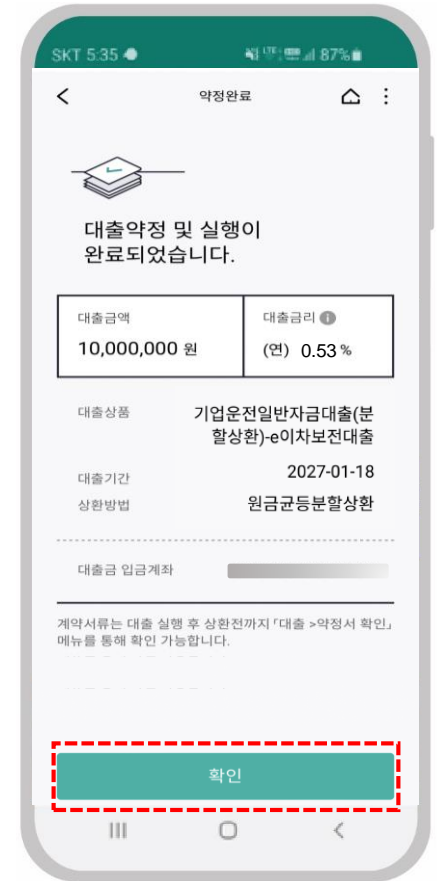 SKT 5:35 87%
약정완료
대출약정 및 실행이
완료되었습니다.
대출금액
10,000,000 원
대출금리
(연) 0.53 %
대출상품
기업운전일반자금대출(분
할상환)-e이차보전대출
대출기간 2027-01-18
상환방법 원금균등분할상환
대출금 입금계좌
계약서류는 대출 실행 후 상환전까지 「대출 >약정서 확인」
메뉴를 통해 확인 가능합니다.
확인